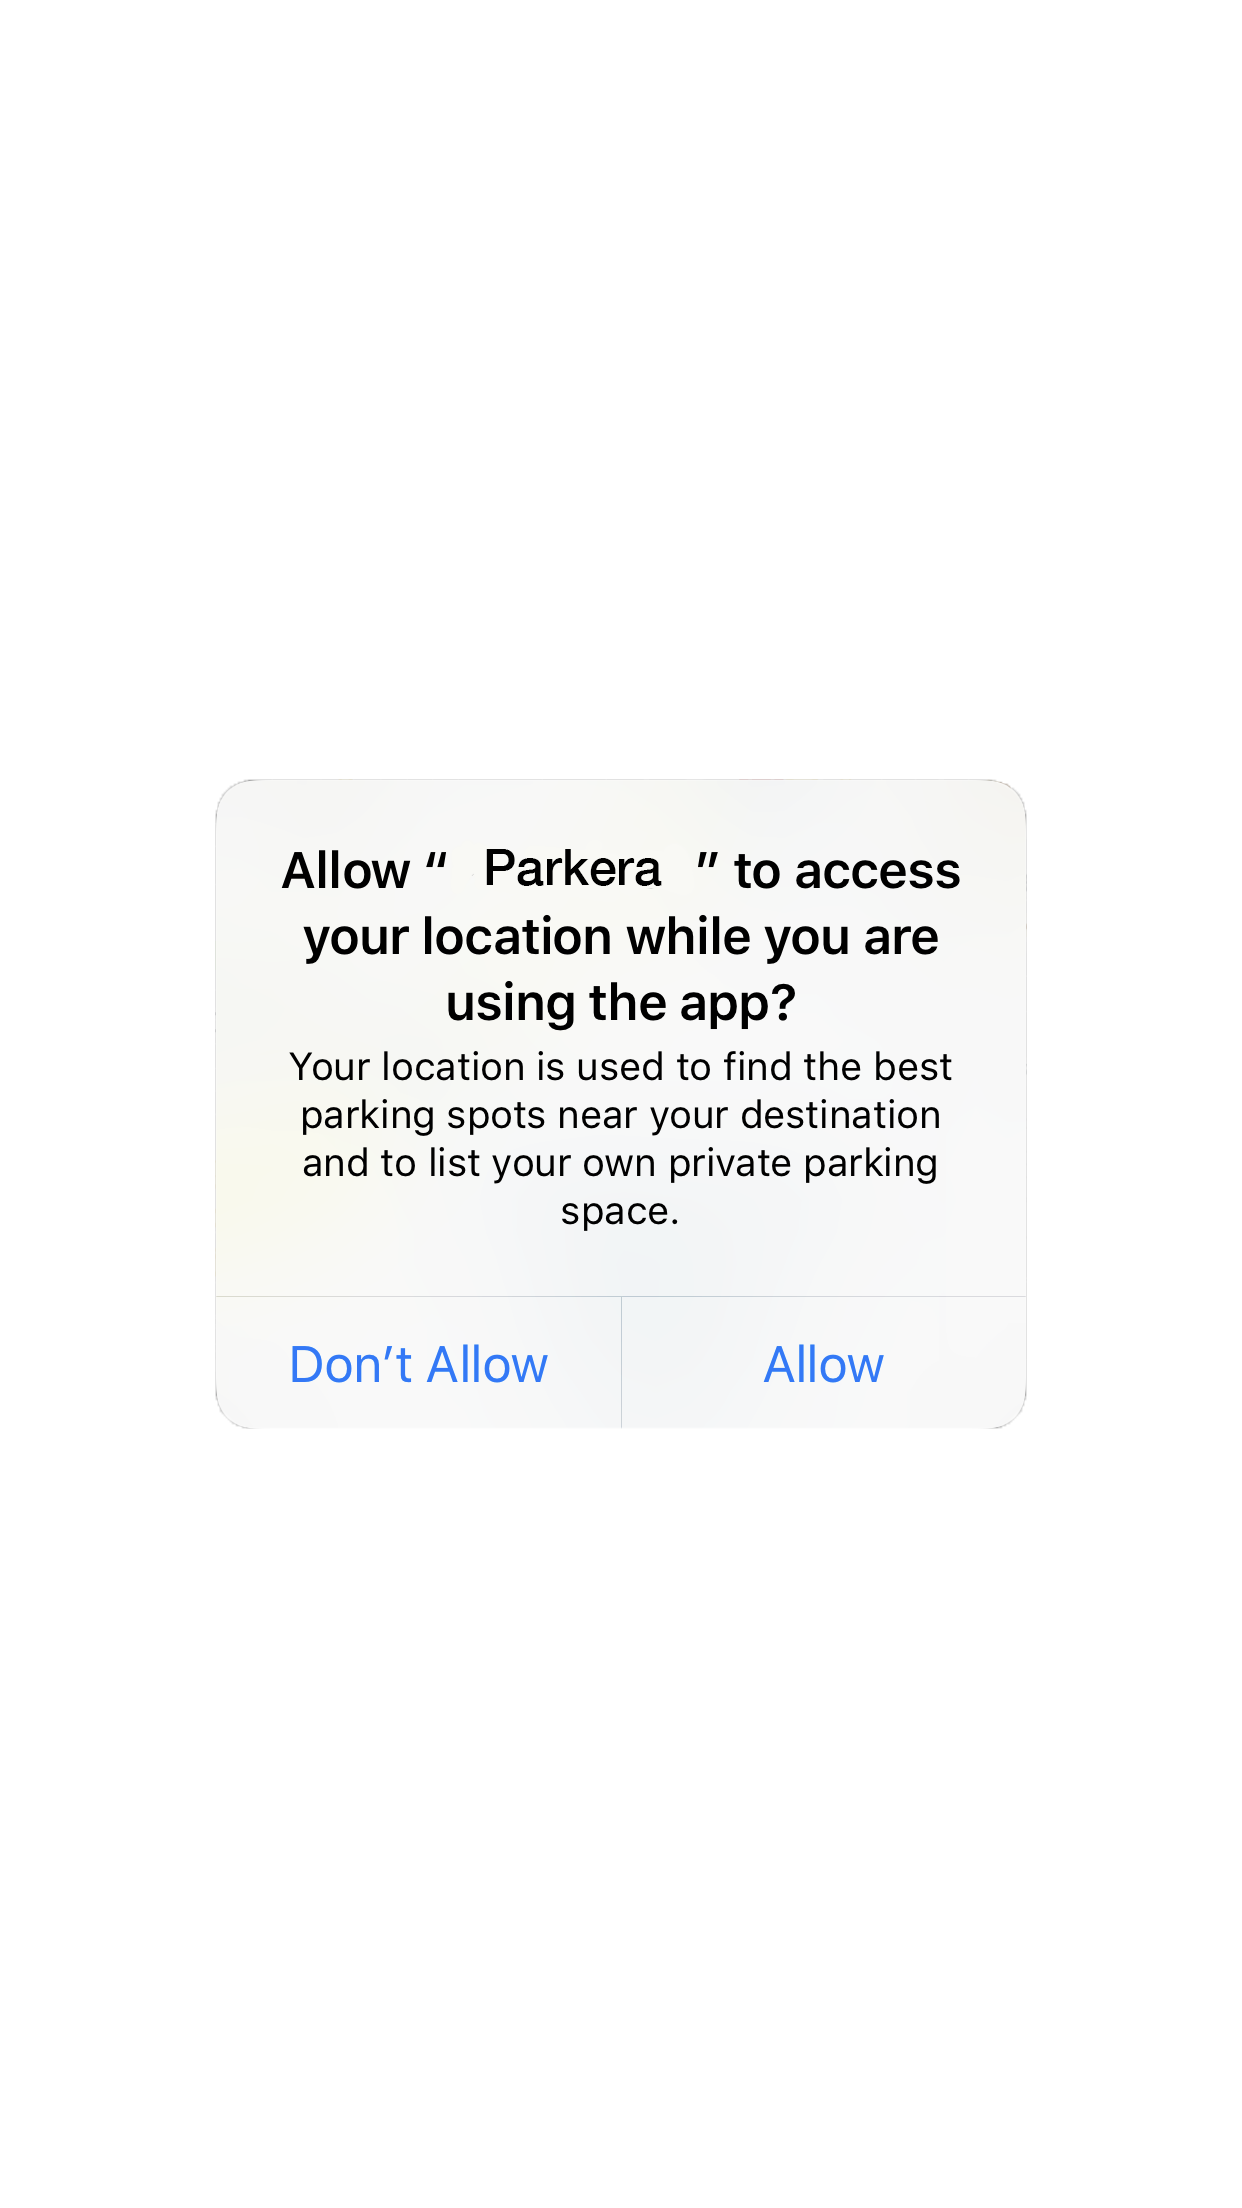 Allow “ Parkera ” to access
your location while you are
using the app?
Your location is used to find the best
parking spots near your destination
and to list your own private parking
space.
Don’t Allow
Allow